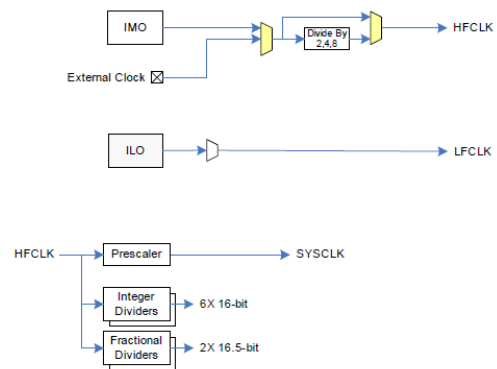 IMO
Divide By
2,4,8
HFCLK
External Clock
ILO
LFCLK
HFCLK
Prescaler
SYSCLK
Integer
Dividers
6X 16-bit
Fractional
Dividers
2X 16.5-bit